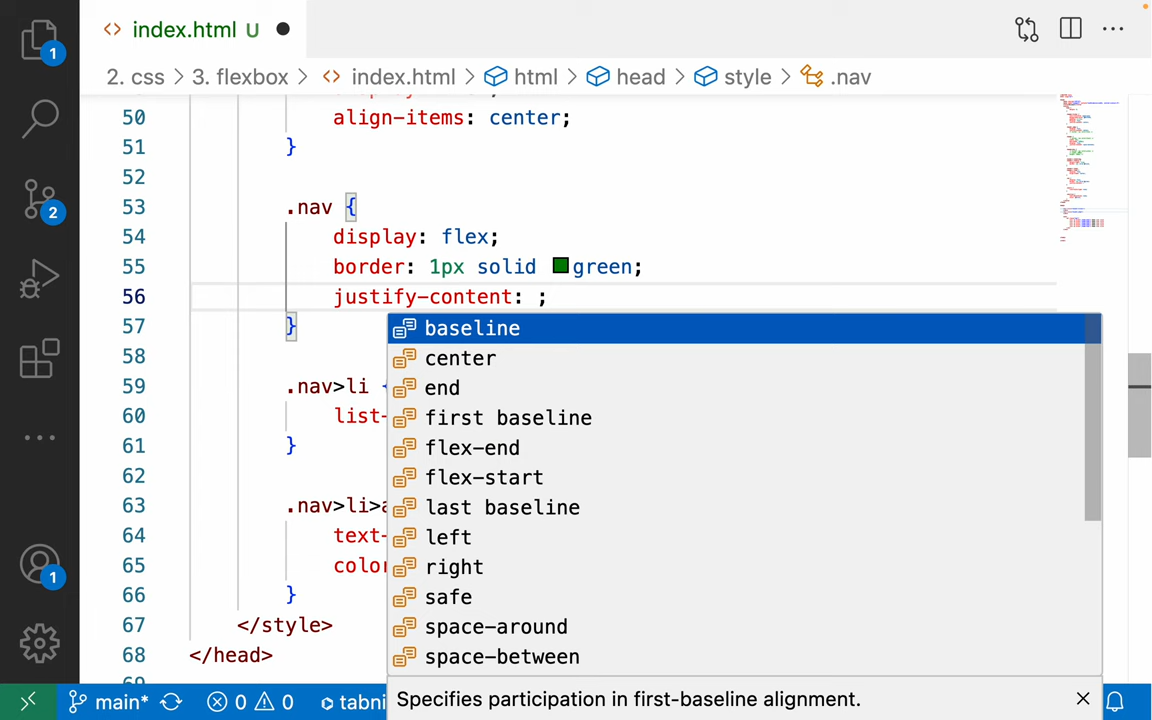 index.html U
2. css > 3. flexbox > index.html > html > head > style > .nav
50 align-items: center;
51 }
52
53 .nav {
54 display: flex;
55 border: 1px solid green;
56 justify-content: ;
57 }
58
59 .nav>li {
60 list-
61 }
62
63 .nav>li>a
64 text-
65 color
66 }
67 </style>
68 </head>
baseline
center
end
first baseline
flex-end
flex-start
last baseline
left
right
safe
space-around
space-between
Specifies participation in first-baseline alignment.
1
2
1
main* 0 0 tabni